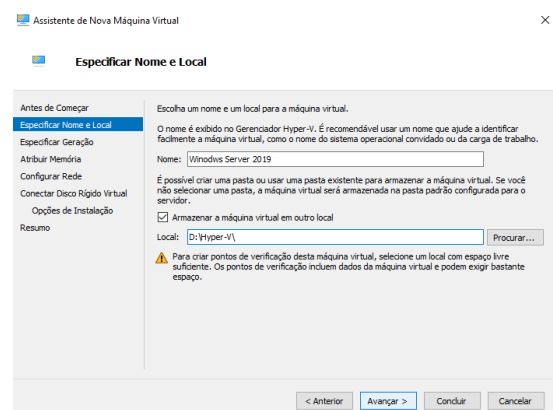 Assistente de Nova Máquina Virtual
Especificar Nome e Local
Antes de Começar
Especificar Nome e Local
Especificar Geração
Atribuir Memória
Configurar Rede
Conectar Disco Rígido Virtual
Opções de Instalação
Resumo
Escolha um nome e um local para a máquina virtual.
O nome é exibido no Gerenciador Hyper-V. É recomendável usar um nome que ajude a identificar
facilmente a máquina virtual, como o nome do sistema operacional convidado ou da carga de trabalho.
Nome: Winodws Server 2019
É possível criar uma pasta ou usar uma pasta existente para armazenar a máquina virtual. Se você
não selecionar uma pasta, a máquina virtual será armazenada na pasta padrão configurada para o
servidor.
Armazenar a máquina virtual em outro local
Local: D:\Hyper-V\ Procurar...
Para criar pontos de verificação desta máquina virtual, selecione um local com espaço livre
suficiente. Os pontos de verificação incluem dados da máquina virtual e podem exigir bastante
espaço.
< Anterior Avançar > Concluir Cancelar